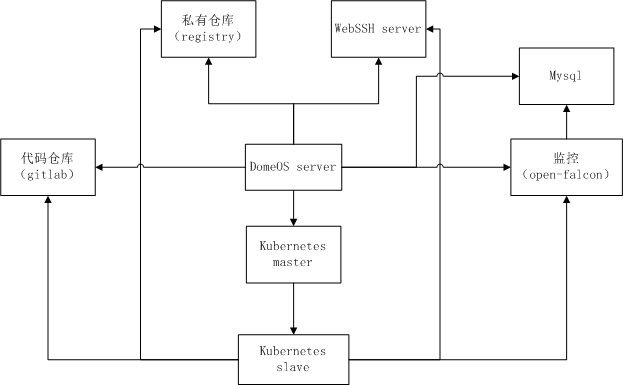 私有仓库
（registry）
WebSSH server
Mysql
代码仓库
（gitlab）
DomeOS server
监控
（open-falcon）
Kubernetes
master
Kubernetes
slave